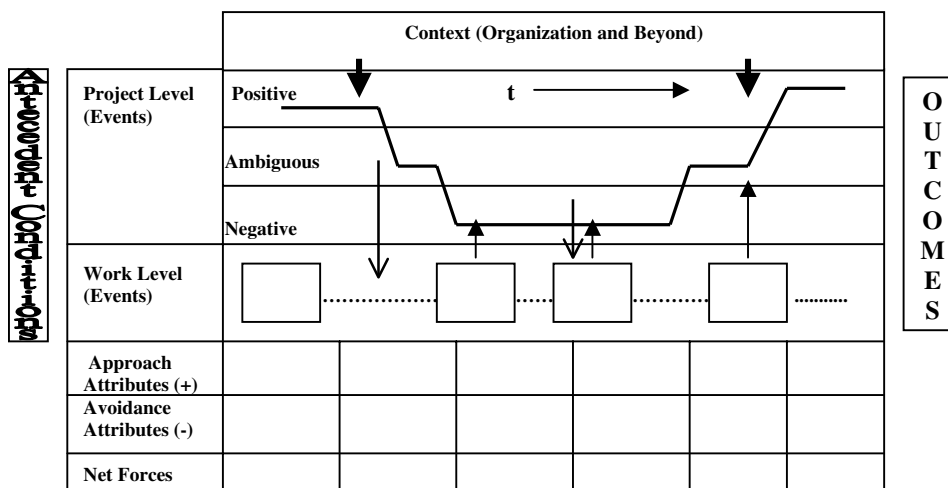 Context (Organization and Beyond)
Antecedent Conditions
Project Level
(Events)
Positive
t
Ambiguous
Negative
Work Level
(Events)
Approach
Attributes (+)
Avoidance
Attributes (-)
Net Forces
O
U
T
C
O
M
E
S